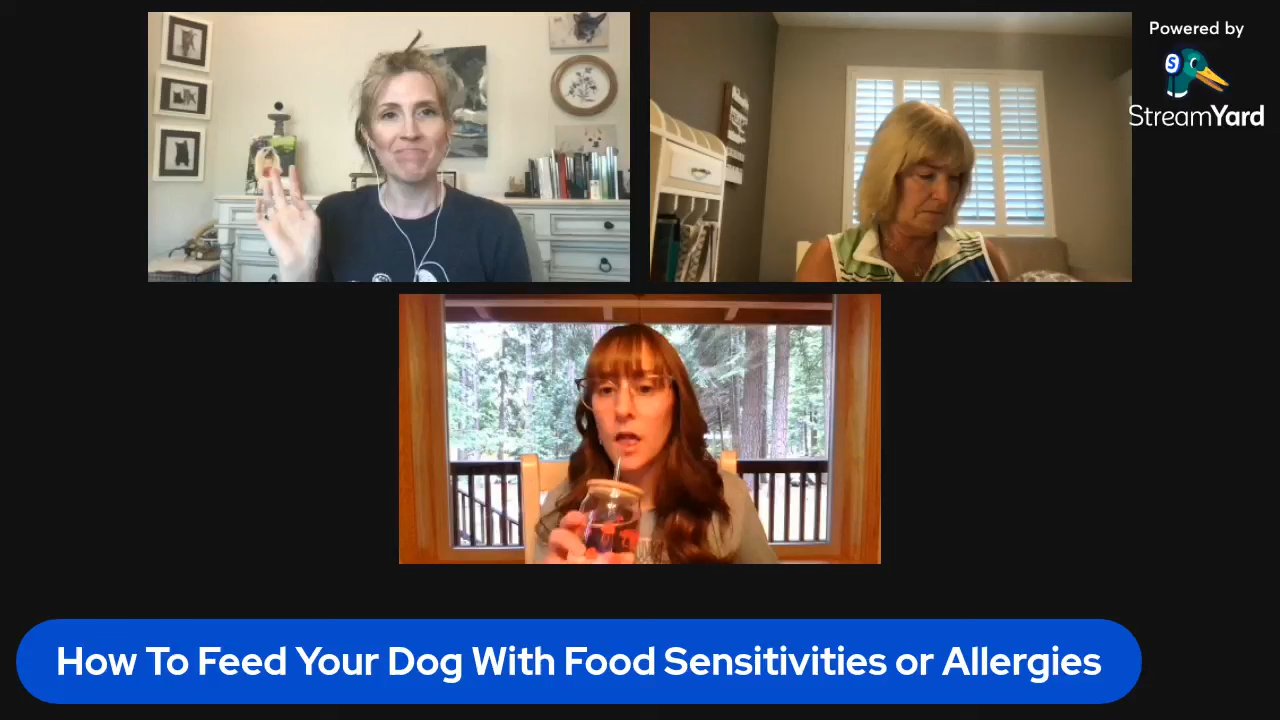 Powered by
S
StreamYard
How To Feed Your Dog With Food Sensitivities or Allergies